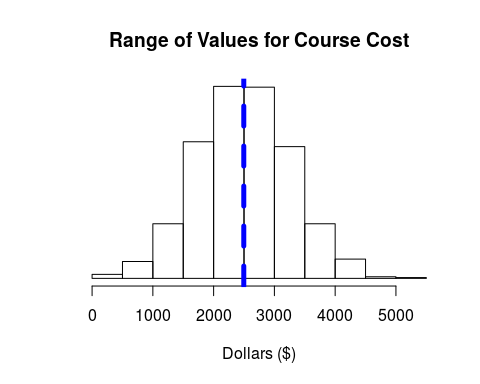 Range of Values for Course Cost
0 1000 2000 3000 4000 5000
Dollars ($)